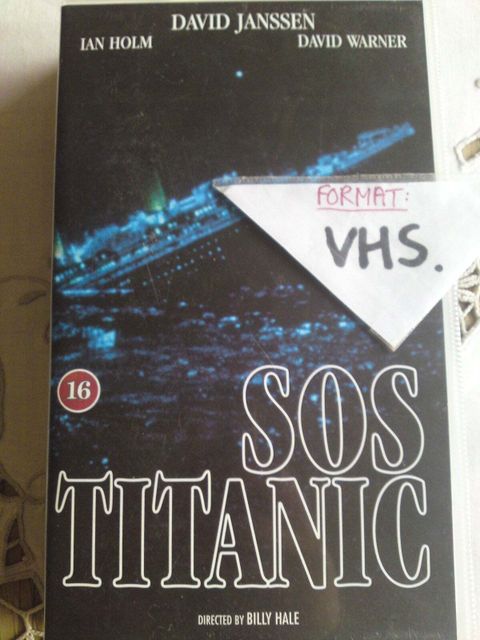 DAVID JANSSEN
IAN HOLM
DAVID WARNER
FORMAT:
VHS.
16
SOS
TITANIC
DIRECTED BY BILLY HALE